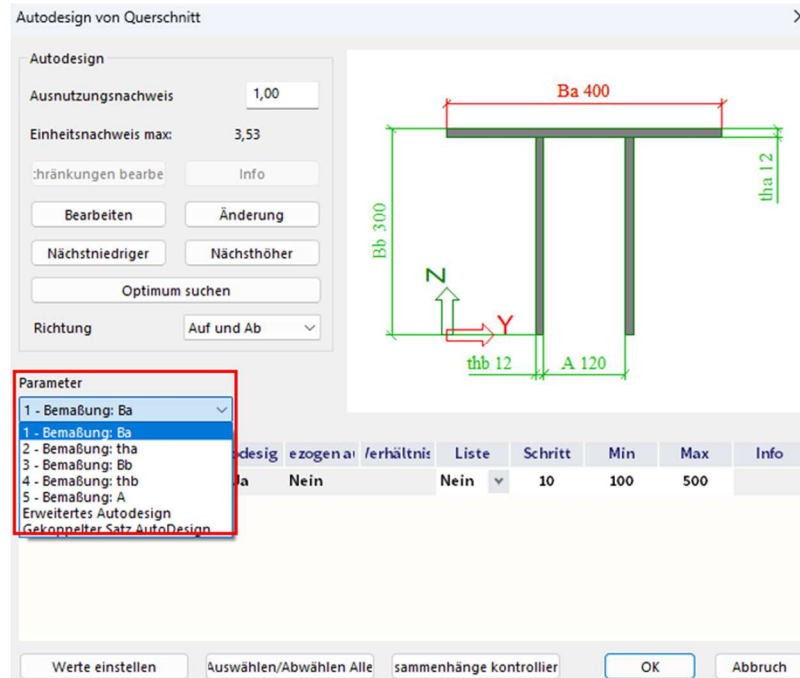 Autodesign von Querschnitt
Autodesign
Ausnutzungsnachweis 1,00
Einheitsnachweis max: 3,53
:hränkungen bearbe Info
Bearbeiten Änderung
Nächstniedriger Nächsthöher
Optimum suchen
Richtung Auf und Ab
Ba 400
tha 12
Bb 300
Z
Y
thb 12 A 120
Parameter
1 - Bemaßung: Ba
1 - Bemaßung: Ba
2 - Bemaßung: tha
3 - Bemaßung: Bb
4 - Bemaßung: thb
5 - Bemaßung: A
Erweitertes Autodesign
Gekoppelter Satz AutoDesign
odesig ezogen au /erhältnis Liste Schritt Min Max Info
Ja Nein Nein 10 100 500
Werte einstellen Auswählen/Abwählen Alle sammenhänge kontrollier OK Abbruch